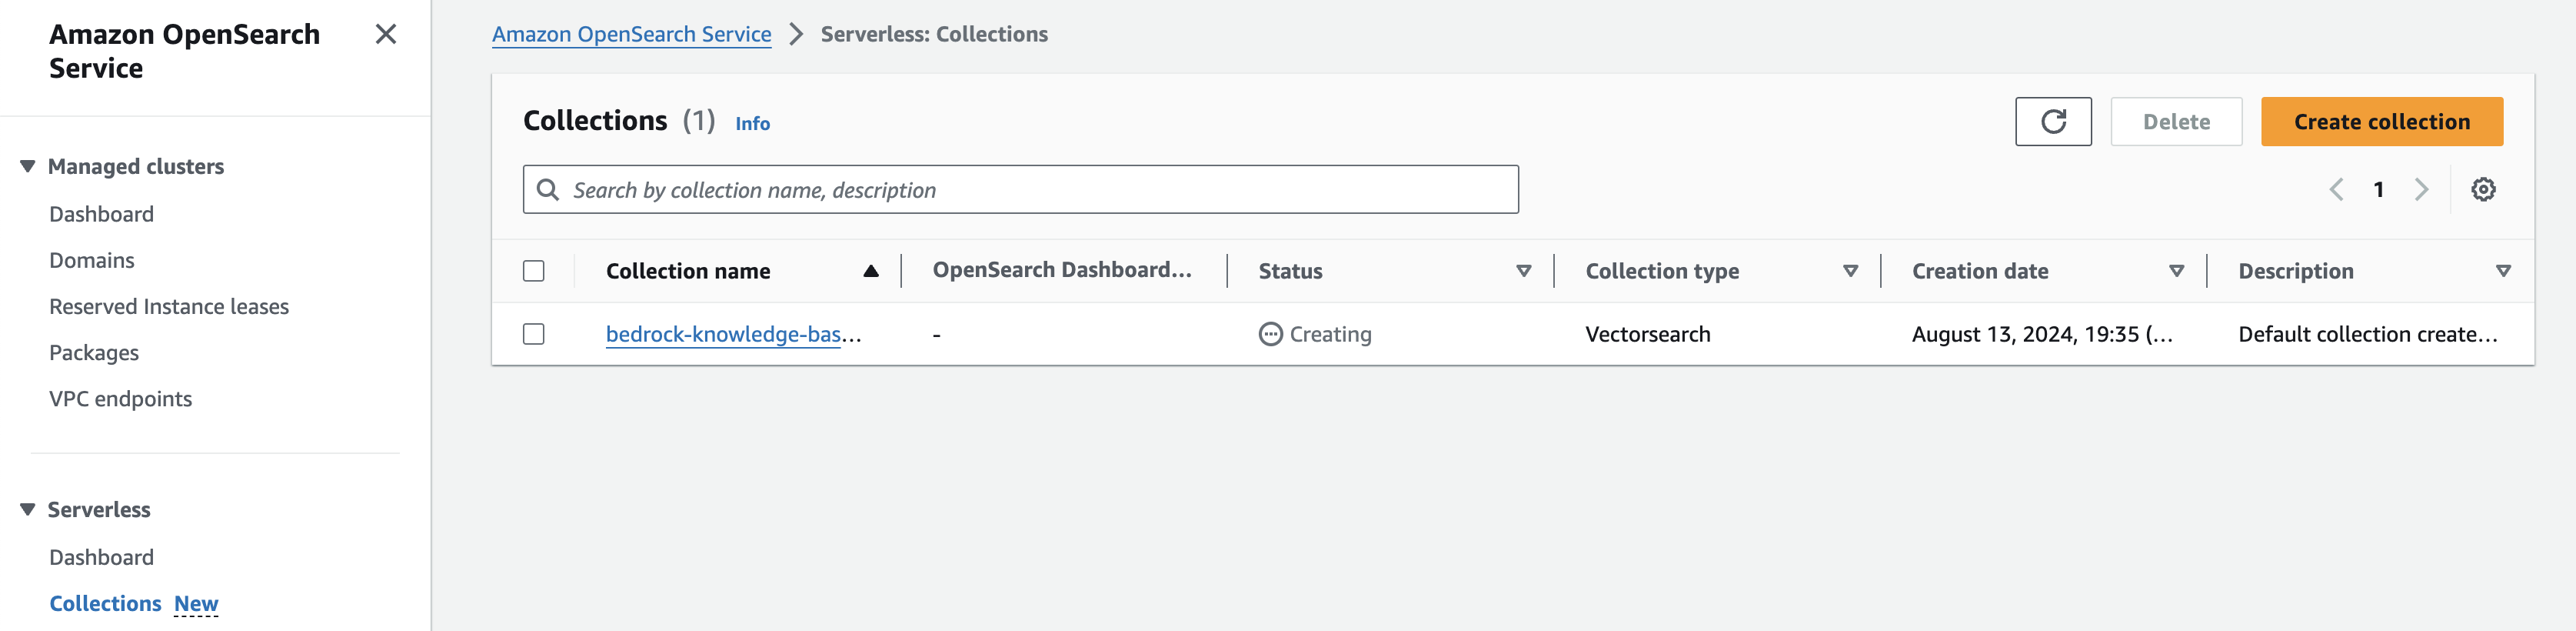 Amazon OpenSearch
Service
Managed clusters
Dashboard
Domains
Reserved Instance leases
Packages
VPC endpoints
Serverless
Dashboard
Collections New
Amazon OpenSearch Service > Serverless: Collections
Collections (1) Info
Delete
Create collection
Search by collection name, description
1
Collection name OpenSearch Dashboard... Status Collection type Creation date Description
bedrock-knowledge-bas... - Creating Vectorsearch August 13, 2024, 19:35 (... Default collection create...